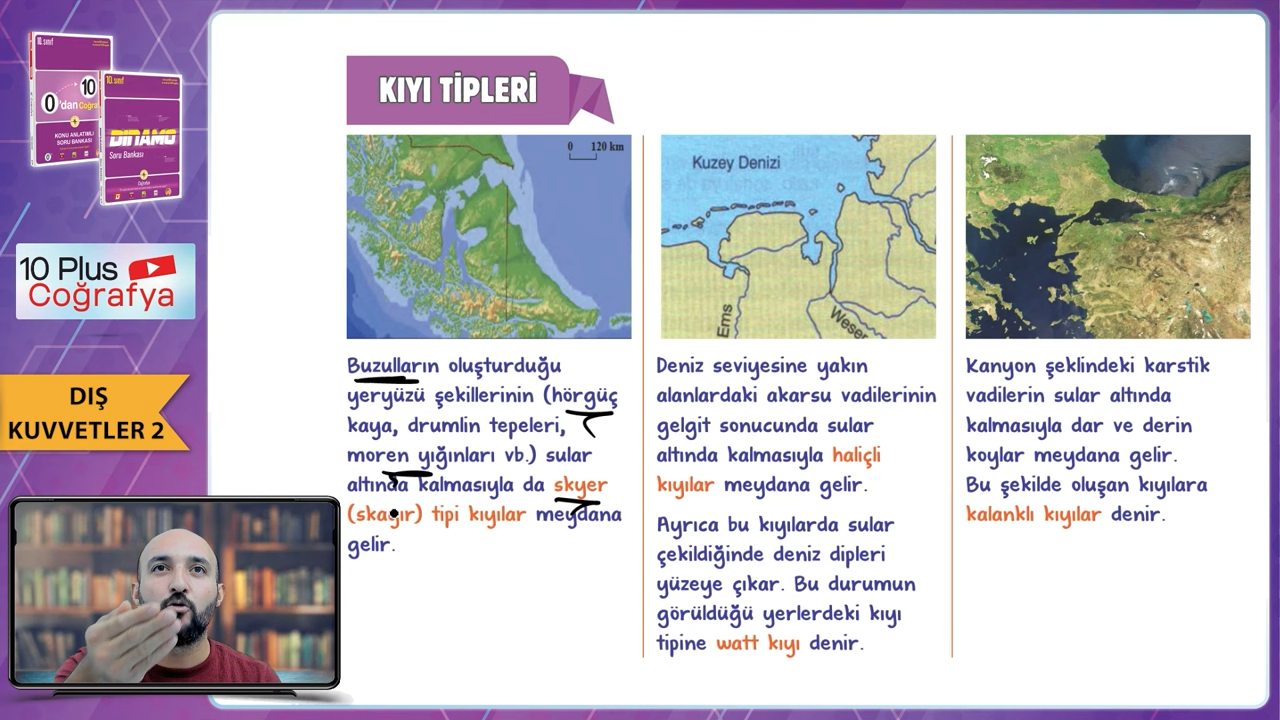 10. sınıf
10
0'dan Coğra
KONU ANLATIMLI
SORU BANKASI
10. sınıf
DİNAMO
Soru Bankası
Coğrafya
10 Plus
Coğrafya
DIŞ
KUVVETLER 2
KIYI TİPLERİ
0 120 km
Buzulların oluşturduğu
yeryüzü şekillerinin (hörgüç
kaya, drumlin tepeleri,
moren yığınları vb.) sular
altında kalmasıyla da skyer
(skagır) tipi kıyılar meydana
gelir.
Kuzey Denizi
Ems
Weser
Deniz seviyesine yakın
alanlardaki akarsu vadilerinin
gelgit sonucunda sular
altında kalmasıyla haliçli
kıyılar meydana gelir.
Ayrıca bu kıyılarda sular
çekildiğinde deniz dipleri
yüzeye çıkar. Bu durumun
görüldüğü yerlerdeki kıyı
tipine watt kıyı denir.
Kanyon şeklindeki karstik
vadilerin sular altında
kalmasıyla dar ve derin
koylar meydana gelir.
Bu şekilde oluşan kıyılara
kalanklı kıyılar denir.